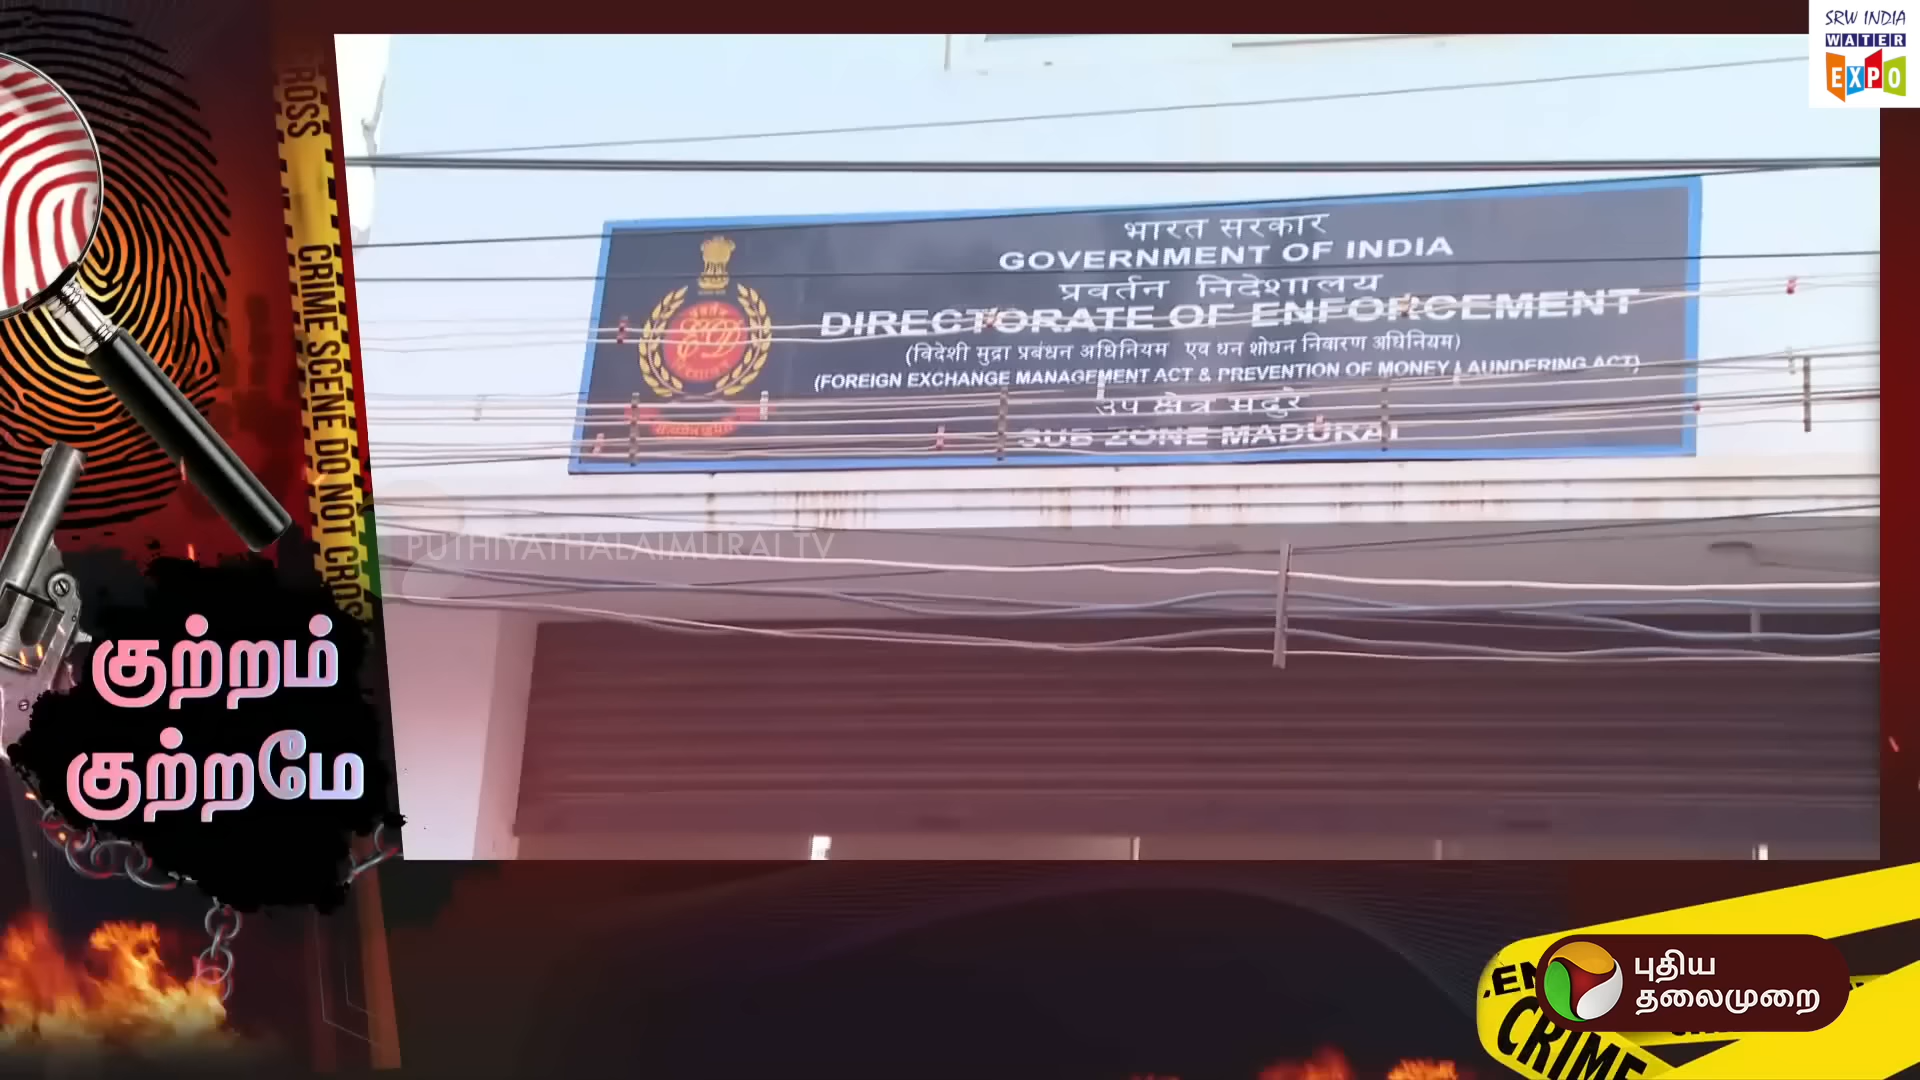 SRW INDIA
WATER
EXPO
CROSS
CRIME SCENE DO NOT CROSS
भारत सरकार
GOVERNMENT OF INDIA
प्रवर्तन निदेशालय
DIRECTORATE OF ENFORCEMENT
(विदेशी मुद्रा प्रबंधन अधिनियम एवं धन शोधन निवारण अधिनियम)
(FOREIGN EXCHANGE MANAGEMENT ACT & PREVENTION OF MONEY LAUNDERING ACT)
उप क्षेत्र मदुरै
SUB ZONE MADURAI
PUTHIYATHALAIMURAI TV
குற்றம்
குற்றமே
புதிய
தலைமுறை
CRIME